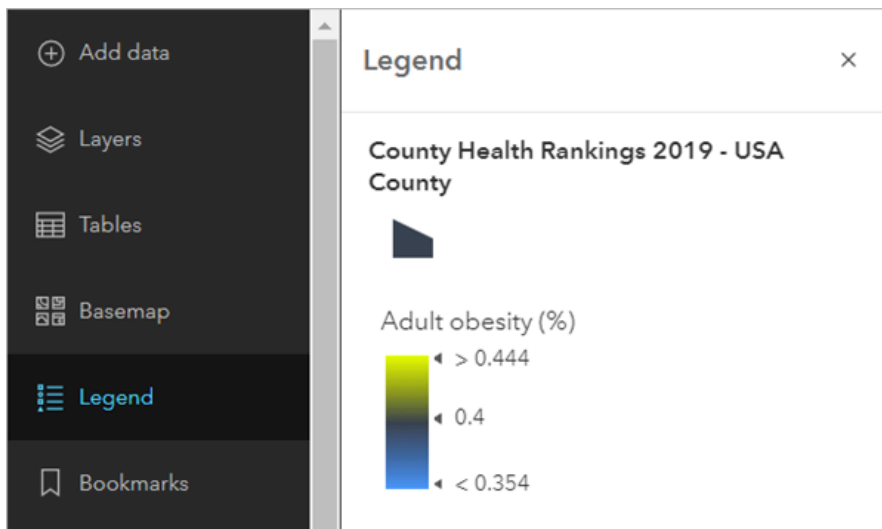 Add data
Layers
Tables
Basemap
Legend
Bookmarks
Legend
County Health Rankings 2019 - USA
County
Adult obesity (%)
> 0.444
0.4
< 0.354